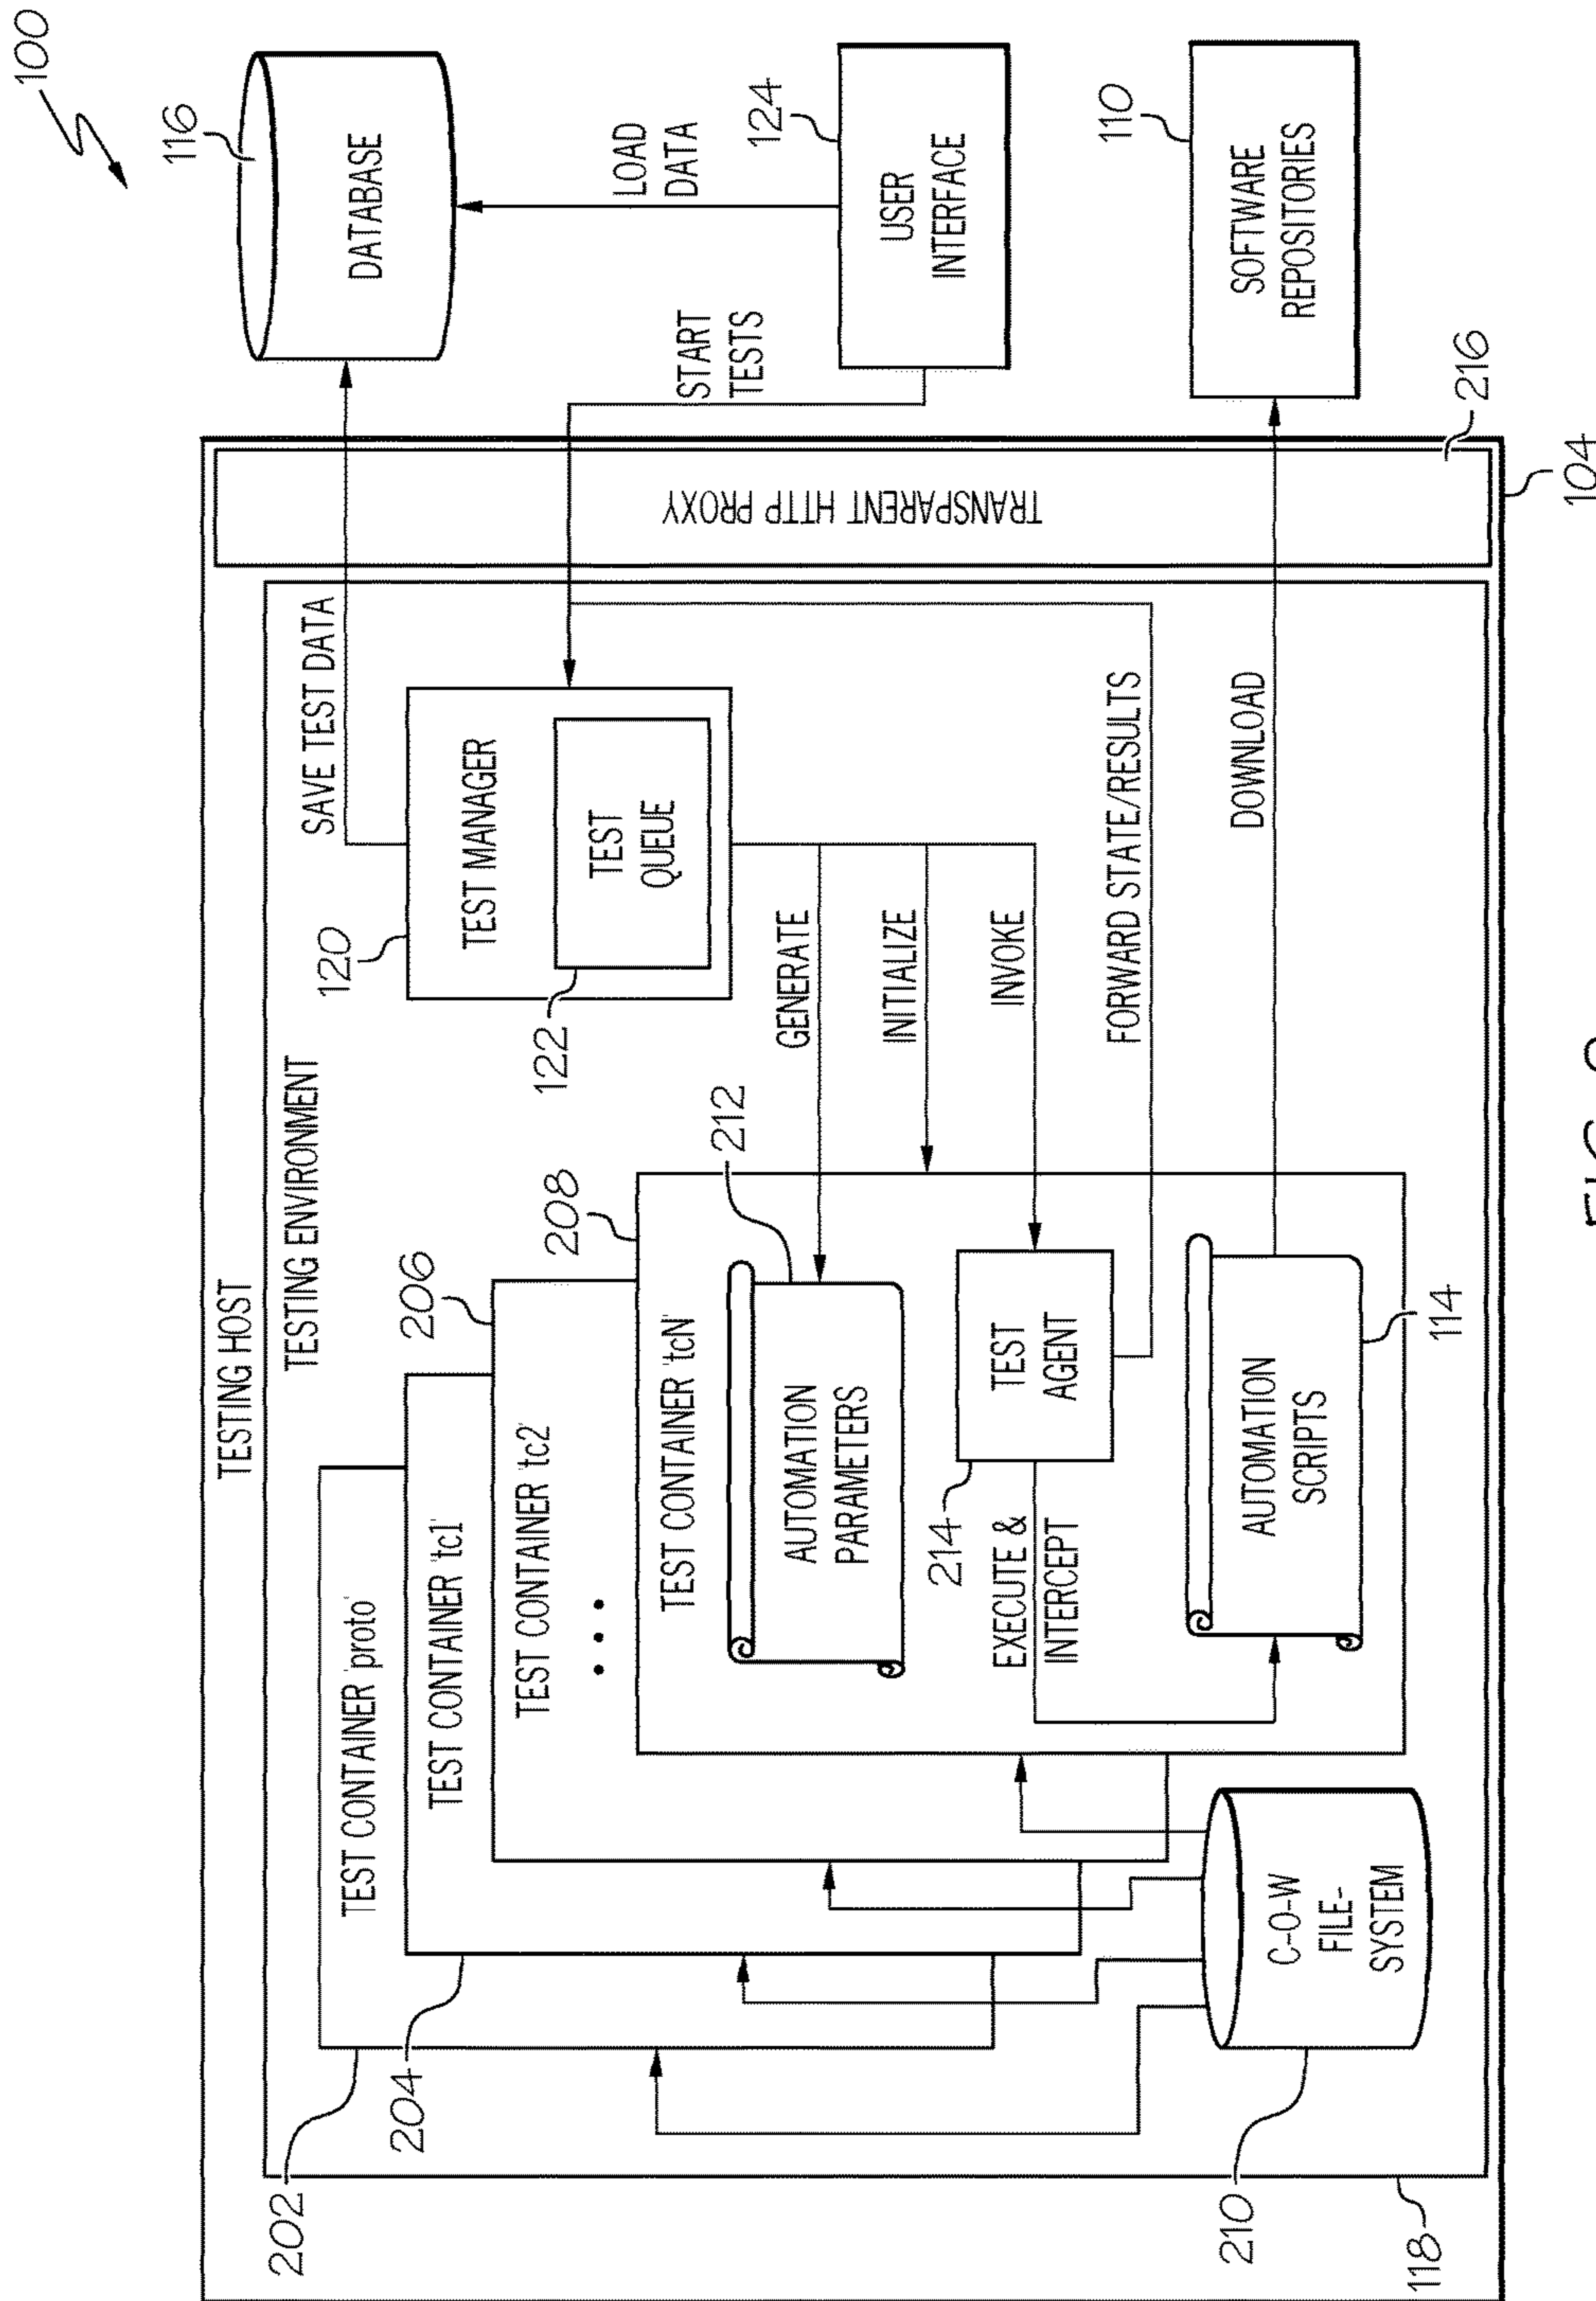 100
TESTING HOST
TESTING ENVIRONMENT
TEST CONTAINER 'proto'
TEST CONTAINER 'tc1'
TEST CONTAINER 'tc2'
• • •
TEST CONTAINER 'tcN'
202
204
206
208
212
AUTOMATION
PARAMETERS
214
TEST
AGENT
EXECUTE &
INTERCEPT
AUTOMATION
SCRIPTS
114
C-O-W
FILE-
SYSTEM
210
118
120
TEST MANAGER
122
TEST
QUEUE
SAVE TEST DATA
GENERATE
INITIALIZE
INVOKE
FORWARD STATE/RESULTS
DOWNLOAD
TRANSPARENT HTTP PROXY
216
104
116
DATABASE
LOAD
DATA
START
TESTS
124
USER
INTERFACE
110
SOFTWARE
REPOSITORIES